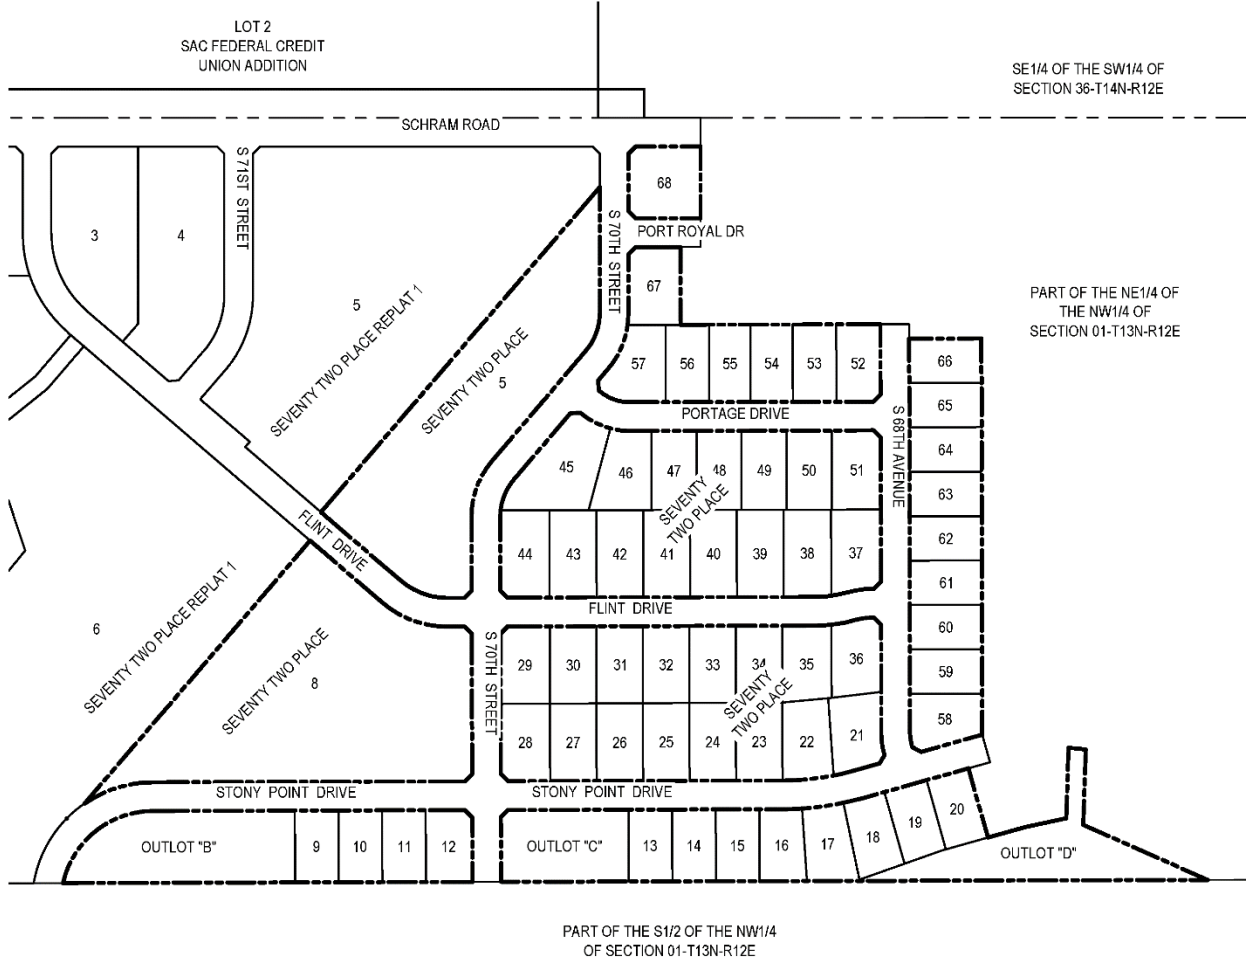 LOT 2
SAC FEDERAL CREDIT
UNION ADDITION
SE1/4 OF THE SW1/4 OF
SECTION 36-T14N-R12E
SCHRAM ROAD
S 71ST STREET
3
4
5
SEVENTY TWO PLACE REPLAT 1
SEVENTY TWO PLACE
5
S 70TH STREET
68
PORT ROYAL DR
67
PART OF THE NE1/4 OF
THE NW1/4 OF
SECTION 01-T13N-R12E
57
56
55
54
53
52
66
65
64
63
62
61
60
59
58
PORTAGE DRIVE
S 68TH AVENUE
45
46
47
48
49
50
51
SEVENTY
TWO PLACE
44
43
42
41
40
39
38
37
FLINT DRIVE
FLINT DRIVE
6
SEVENTY TWO PLACE REPLAT 1
SEVENTY TWO PLACE
8
S 70TH STREET
29
30
31
32
33
34
35
36
SEVENTY
TWO PLACE
28
27
26
25
24
23
22
21
STONY POINT DRIVE
STONY POINT DRIVE
OUTLOT "B"
9
10
11
12
OUTLOT "C"
13
14
15
16
17
18
19
20
OUTLOT "D"
PART OF THE S1/2 OF THE NW1/4
OF SECTION 01-T13N-R12E